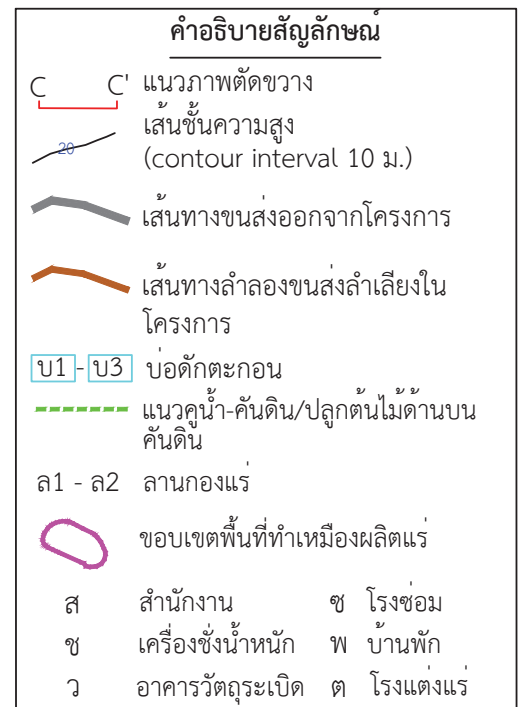 คำอธิบายสัญลักษณ์
C C' แนวภาพตัดขวาง
20 เส้นชั้นความสูง
(contour interval 10 ม.)
เส้นทางขนส่งออกจากโครงการ
เส้นทางลำลองขนส่งลำเลียงใน
โครงการ
บ1 - บ3 บ่อดักตะกอน
แนวคูน้ำ-คันดิน/ปลูกต้นไม้ด้านบน
คันดิน
ล1 - ล2 ลานกองแร่
ขอบเขตพื้นที่ทำเหมืองผลิตแร่
ส สำนักงาน ซ โรงซ่อม
ช เครื่องชั่งน้ำหนัก พ บ้านพัก
ว อาคารวัตถุระเบิด ต โรงแต่งแร่